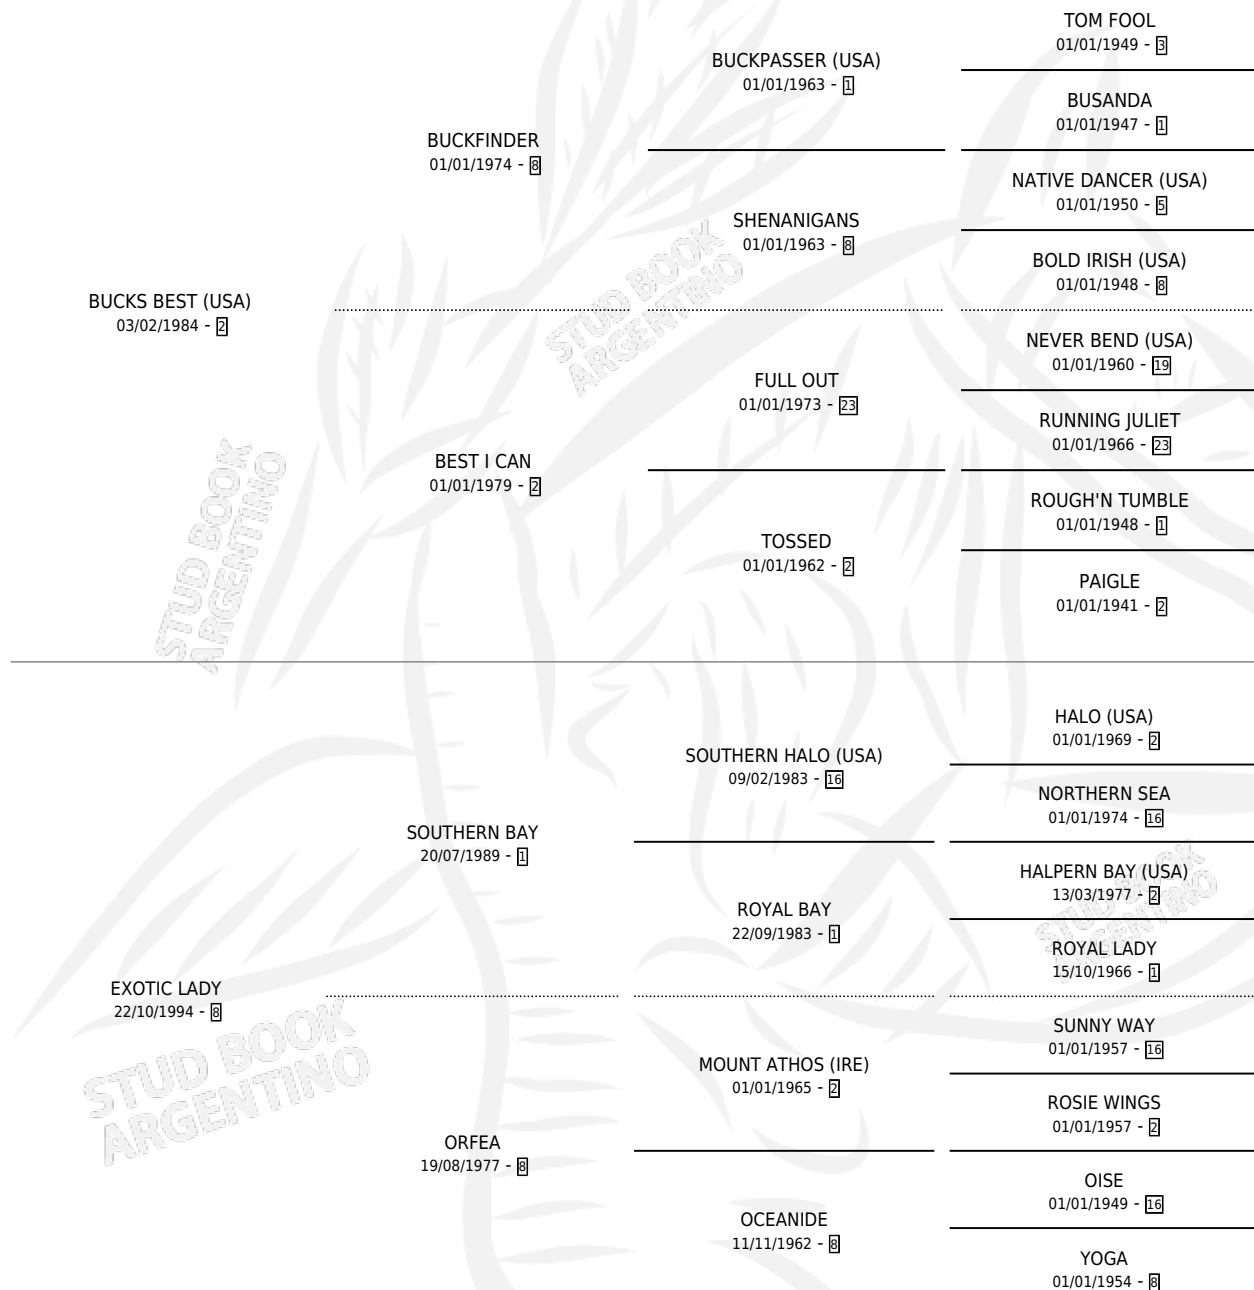 TOM FOOL
01/01/1949 - 3
BUCKPASSER (USA)
01/01/1963 - 1
BUSANDA
01/01/1947 - 1
BUCKFINDER
01/01/1974 - 8
NATIVE DANCER (USA)
01/01/1950 - 5
SHENANIGANS
01/01/1963 - 8
BOLD IRISH (USA)
01/01/1948 - 8
BUCKS BEST (USA)
03/02/1984 - 2
NEVER BEND (USA)
01/01/1960 - 19
FULL OUT
01/01/1973 - 23
RUNNING JULIET
01/01/1966 - 23
BEST I CAN
01/01/1979 - 2
ROUGH'N TUMBLE
01/01/1948 - 1
TOSSED
01/01/1962 - 2
PAIGLE
01/01/1941 - 2
HALO (USA)
01/01/1969 - 2
SOUTHERN HALO (USA)
09/02/1983 - 16
NORTHERN SEA
01/01/1974 - 16
SOUTHERN BAY
20/07/1989 - 1
HALPERN BAY (USA)
13/03/1977 - 2
ROYAL BAY
22/09/1983 - 1
ROYAL LADY
15/10/1966 - 1
EXOTIC LADY
22/10/1994 - 8
SUNNY WAY
01/01/1957 - 16
MOUNT ATHOS (IRE)
01/01/1965 - 2
ROSIE WINGS
01/01/1957 - 2
ORFEA
19/08/1977 - 8
OISE
01/01/1949 - 16
OCEANIDE
11/11/1962 - 8
YOGA
01/01/1954 - 8
STUD BOOK
ARGENTINO
STUD BOOK
ARGENTINO
STUD BOOK
ARGENTINO
STUD BOOK
ARGENTINO